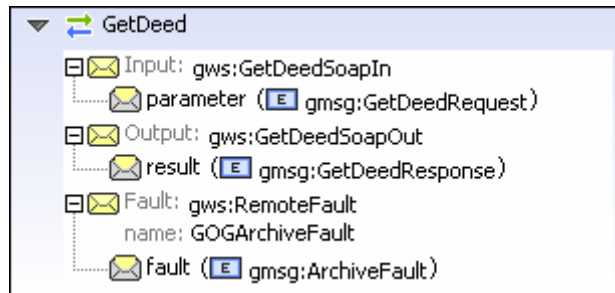 GetDeed
Input: gws:GetDeedSoapIn
parameter (E gmsg:GetDeedRequest)
Output: gws:GetDeedSoapOut
result (E gmsg:GetDeedResponse)
Fault: gws:RemoteFault
name: GOGArchiveFault
fault (E gmsg:ArchiveFault)